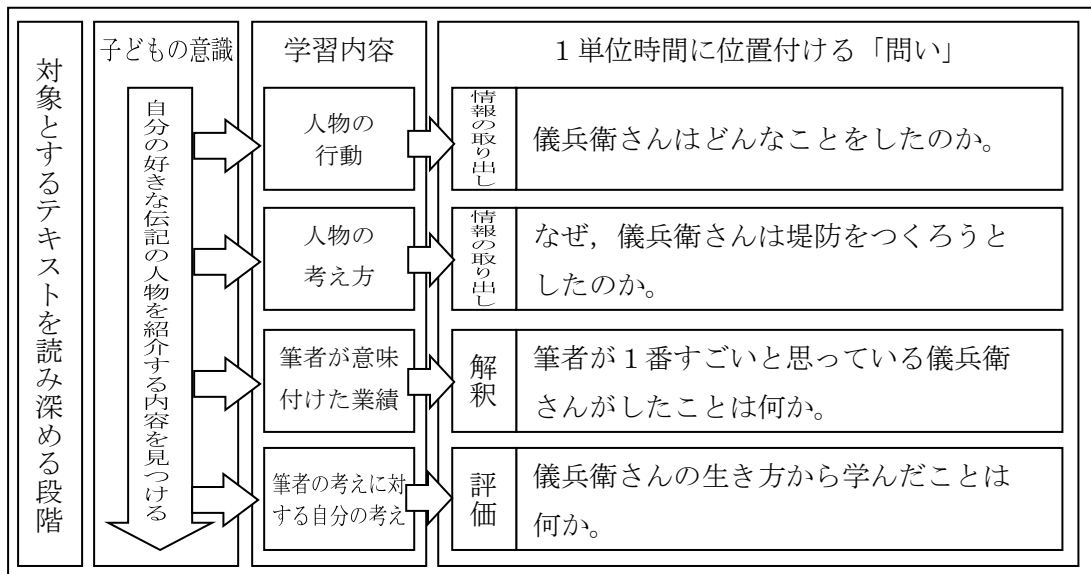 対象とするテキストを読み深める段階
子どもの意識
自分の好きな伝記の人物を紹介する内容を見つける
学習内容
1単位時間に位置付ける「問い」
人物の
行動
情報の取り出し
儀兵衛さんはどんなことをしたのか。
人物の
考え方
情報の取り出し
なぜ，儀兵衛さんは堤防をつくろうと
したのか。
筆者が意味
付けた業績
解釈
筆者が1番すごいと思っている儀兵衛
さんがしたことは何か。
筆者の考えに対
する自分の考え
評価
儀兵衛さんの生き方から学んだことは
何か。